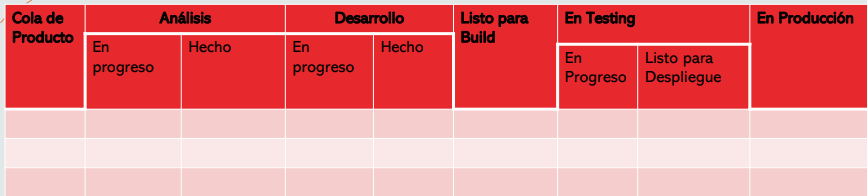 Cola de
Producto
Análisis
Desarrollo
Listo para
Build
En Testing
En Producción
En
progreso
Hecho
En
progreso
Hecho
En
Progreso
Listo para
Despliegue